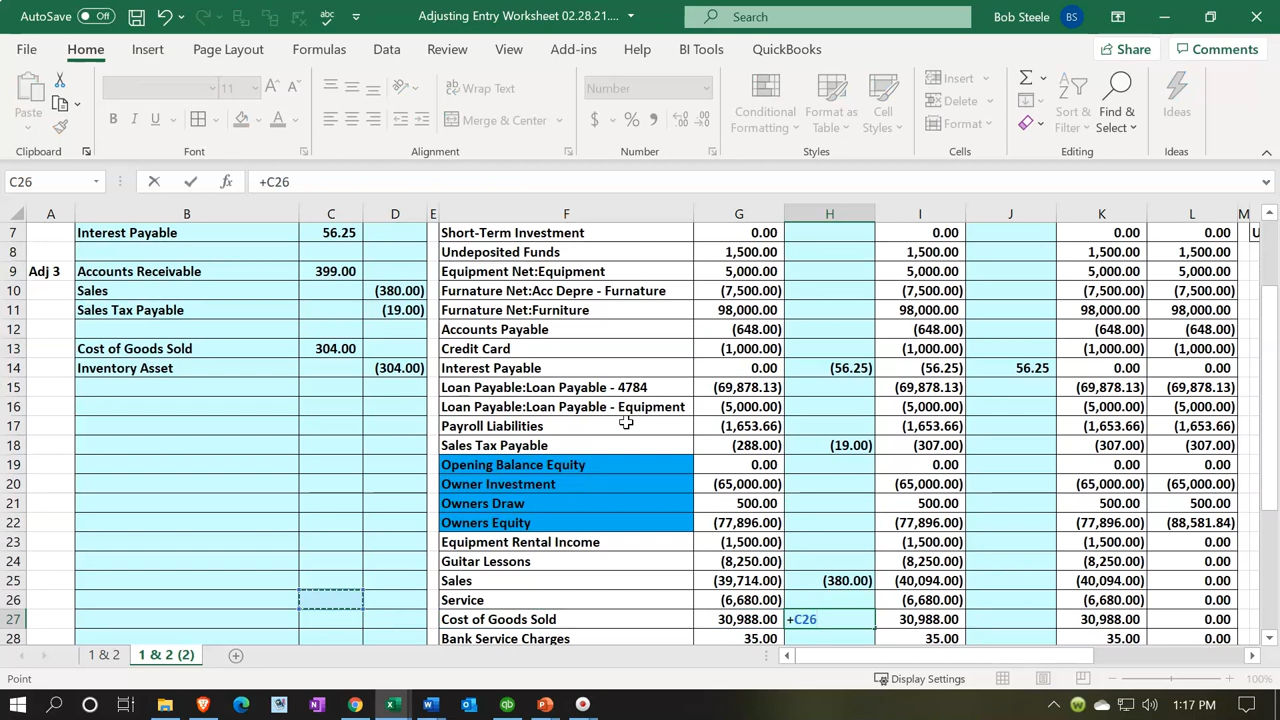 AutoSave Off Adjusting Entry Worksheet 02.28.21.... Search Bob Steele BS
File Home Insert Page Layout Formulas Data Review View Add-ins Help BI Tools QuickBooks Share Comments
Paste Wrap Text Number Conditional Format as Cell Insert Sort & Find & Ideas
B I U A Merge & Center $ % Formatting Table Styles Delete Filter Select
Format
Clipboard Font Alignment Number Styles Cells Editing Ideas
C26 fx +C26
A B C D E F G H I J K L M
7 Interest Payable 56.25 Short-Term Investment 0.00 0.00 0.00 0.00 U
8 Undeposited Funds 1,500.00 1,500.00 1,500.00 1,500.00
9 Adj 3 Accounts Receivable 399.00 Equipment Net:Equipment 5,000.00 5,000.00 5,000.00 5,000.00
10 Sales (380.00) Furnature Net:Acc Depre - Furnature (7,500.00) (7,500.00) (7,500.00) (7,500.00)
11 Sales Tax Payable (19.00) Furnature Net:Furniture 98,000.00 98,000.00 98,000.00 98,000.00
12 Accounts Payable (648.00) (648.00) (648.00) (648.00)
13 Cost of Goods Sold 304.00 Credit Card (1,000.00) (1,000.00) (1,000.00) (1,000.00)
14 Inventory Asset (304.00) Interest Payable 0.00 (56.25) (56.25) 56.25 0.00 0.00
15 Loan Payable:Loan Payable - 4784 (69,878.13) (69,878.13) (69,878.13) (69,878.13)
16 Loan Payable:Loan Payable - Equipment (5,000.00) (5,000.00) (5,000.00) (5,000.00)
17 Payroll Liabilities (1,653.66) (1,653.66) (1,653.66) (1,653.66)
18 Sales Tax Payable (288.00) (19.00) (307.00) (307.00) (307.00)
19 Opening Balance Equity 0.00 0.00 0.00 0.00
20 Owner Investment (65,000.00) (65,000.00) (65,000.00) (65,000.00)
21 Owners Draw 500.00 500.00 500.00 500.00
22 Owners Equity (77,896.00) (77,896.00) (77,896.00) (88,581.84)
23 Equipment Rental Income (1,500.00) (1,500.00) (1,500.00) 0.00
24 Guitar Lessons (8,250.00) (8,250.00) (8,250.00) 0.00
25 Sales (39,714.00) (380.00) (40,094.00) (40,094.00) 0.00
26 Service (6,680.00) (6,680.00) (6,680.00) 0.00
27 Cost of Goods Sold 30,988.00 +C26 30,988.00 30,988.00 0.00
28 Bank Service Charges 35.00 35.00 35.00 0.00
1 & 2 1 & 2 (2)
Point Display Settings 100%
1:17 PM